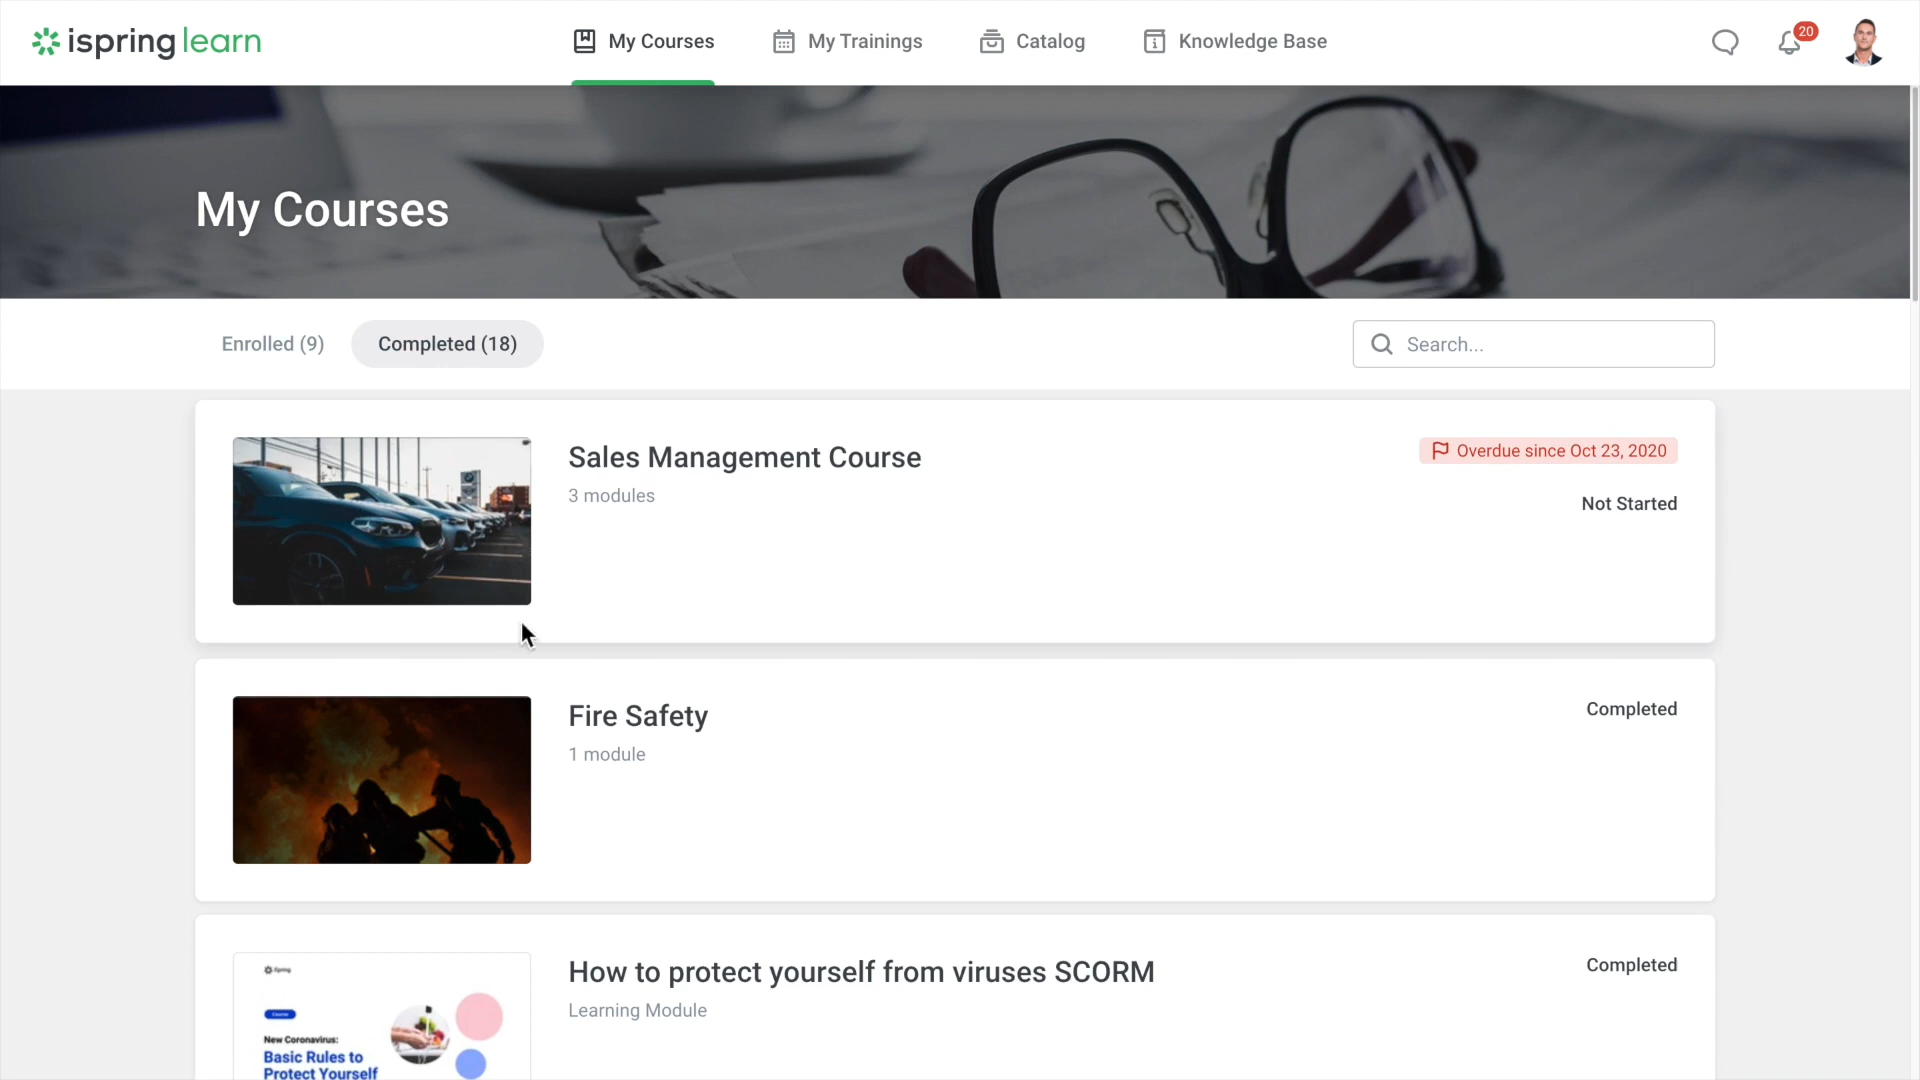 ispring learn
My Courses
My Trainings
Catalog
Knowledge Base
20
My Courses
Enrolled (9)
Completed (18)
Search...
Sales Management Course
3 modules
Overdue since Oct 23, 2020
Not Started
Fire Safety
1 module
Completed
How to protect yourself from viruses SCORM
Learning Module
Completed
iSpring
Course
New Coronavirus:
Basic Rules to
Protect Yourself